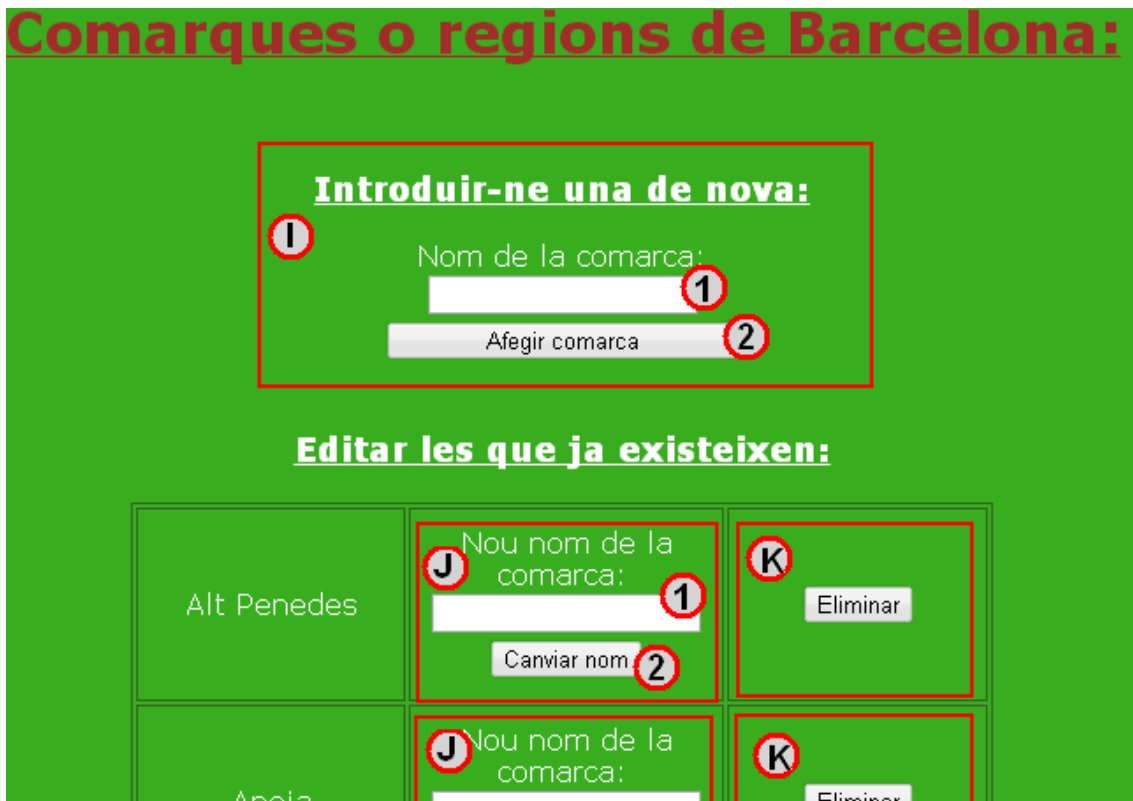 Comarques o regions de Barcelona:
Introduir-ne una de nova:
I
Nom de la comarca:
1
Afegir comarca
2
Editar les que ja existeixen:
Alt Penedes
J
Nou nom de la
comarca:
1
Canviar nom
2
K
Eliminar
J
Nou nom de la
comarca:
K
Eliminar